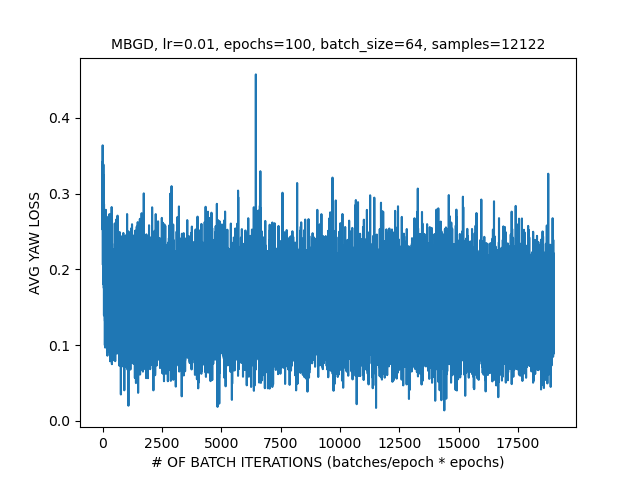 MBGD, lr=0.01, epochs=100, batch_size=64, samples=12122
AVG YAW LOSS
0.4
0.3
0.2
0.1
0.0
0 2500 5000 7500 10000 12500 15000 17500
# OF BATCH ITERATIONS (batches/epoch * epochs)